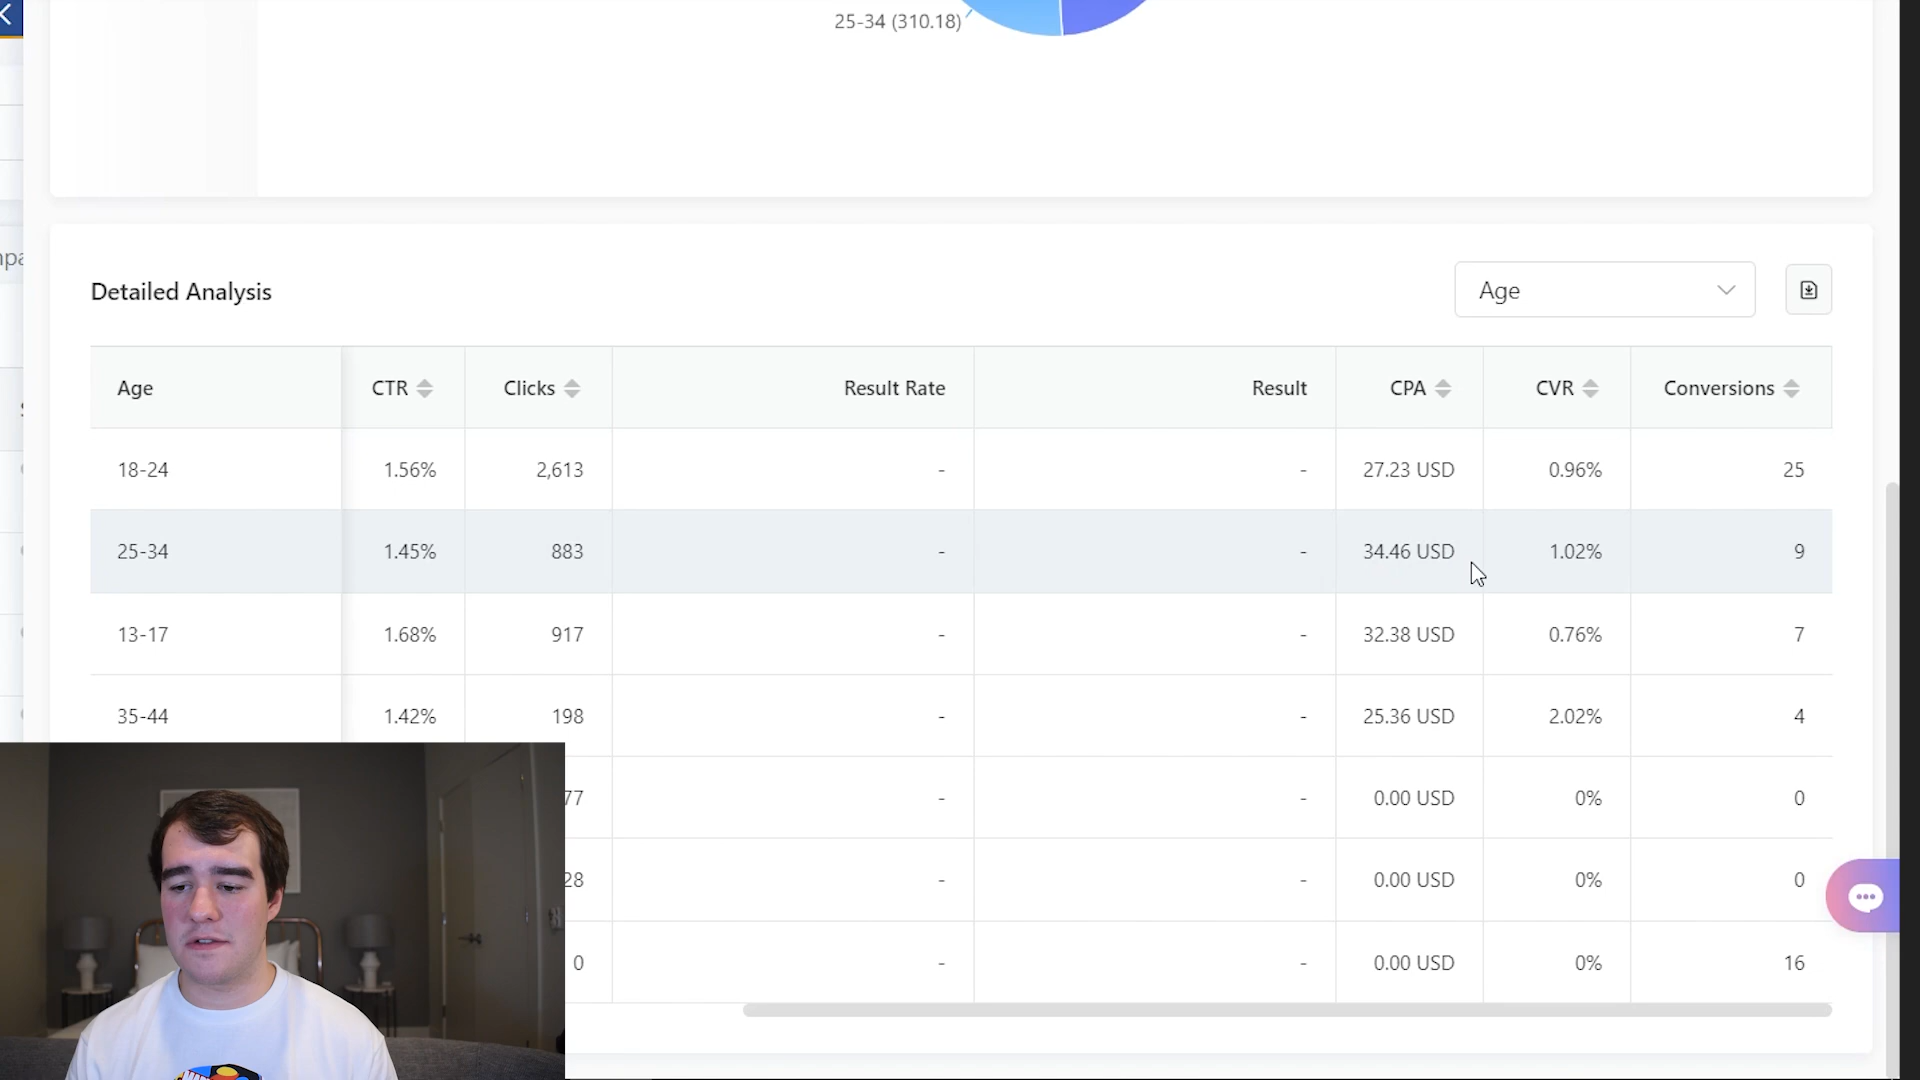 25-34 (310.18)
Detailed Analysis
Age
Age CTR Clicks Result Rate Result CPA CVR Conversions
18-24 1.56% 2,613 - - 27.23 USD 0.96% 25
25-34 1.45% 883 - - 34.46 USD 1.02% 9
13-17 1.68% 917 - - 32.38 USD 0.76% 7
35-44 1.42% 198 - - 25.36 USD 2.02% 4
77 - - 0.00 USD 0% 0
28 - - 0.00 USD 0% 0
0 - - 0.00 USD 0% 16